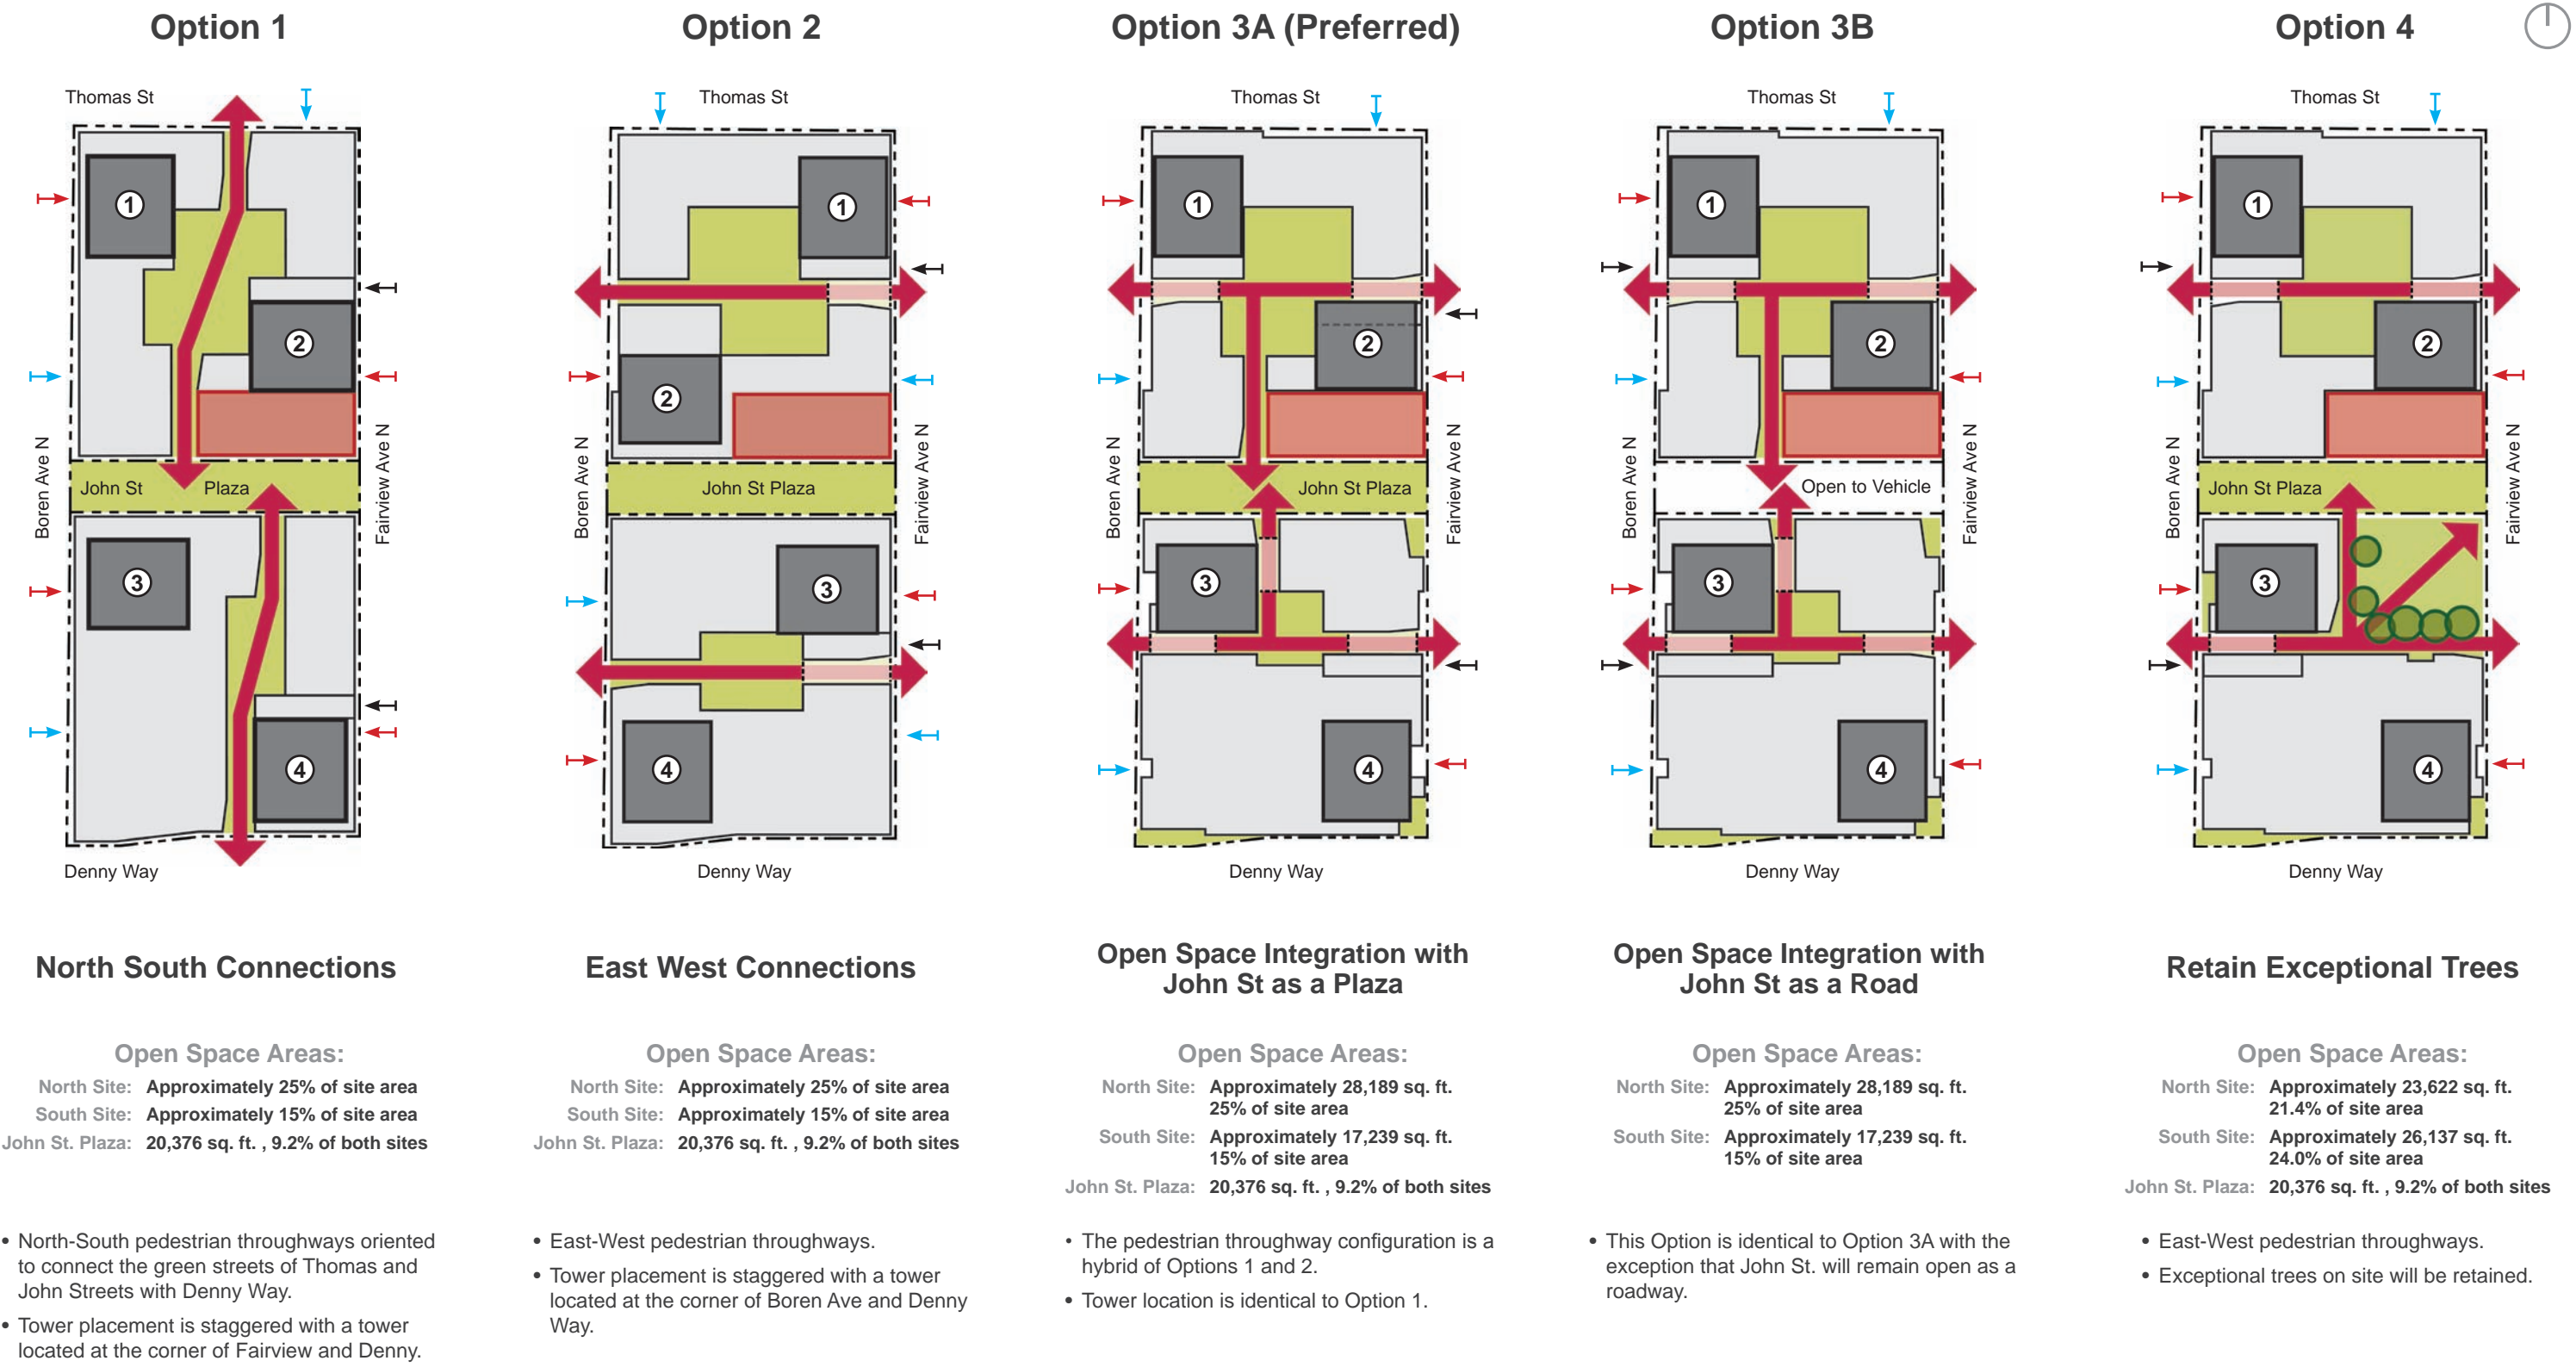 Option 1
Thomas St
1
2
Boren Ave N
Fairview Ave N
John St Plaza
3
4
Denny Way
North South Connections
Open Space Areas:
North Site: Approximately 25% of site area
South Site: Approximately 15% of site area
John St. Plaza: 20,376 sq. ft. , 9.2% of both sites
• North-South pedestrian throughways oriented
to connect the green streets of Thomas and
John Streets with Denny Way.
• Tower placement is staggered with a tower
located at the corner of Fairview and Denny.
Option 2
Thomas St
1
2
Boren Ave N
Fairview Ave N
John St Plaza
3
4
Denny Way
East West Connections
Open Space Areas:
North Site: Approximately 25% of site area
South Site: Approximately 15% of site area
John St. Plaza: 20,376 sq. ft. , 9.2% of both sites
• East-West pedestrian throughways.
• Tower placement is staggered with a tower
located at the corner of Boren Ave and Denny
Way.
Option 3A (Preferred)
Thomas St
1
2
Boren Ave N
Fairview Ave N
John St Plaza
3
4
Denny Way
Open Space Integration with
John St as a Plaza
Open Space Areas:
North Site: Approximately 28,189 sq. ft.
25% of site area
South Site: Approximately 17,239 sq. ft.
15% of site area
John St. Plaza: 20,376 sq. ft. , 9.2% of both sites
• The pedestrian throughway configuration is a
hybrid of Options 1 and 2.
• Tower location is identical to Option 1.
Option 3B
Thomas St
1
2
Boren Ave N
Fairview Ave N
Open to Vehicle
3
4
Denny Way
Open Space Integration with
John St as a Road
Open Space Areas:
North Site: Approximately 28,189 sq. ft.
25% of site area
South Site: Approximately 17,239 sq. ft.
15% of site area
• This Option is identical to Option 3A with the
exception that John St. will remain open as a
roadway.
Option 4
Thomas St
1
2
Boren Ave N
Fairview Ave N
John St Plaza
3
4
Denny Way
Retain Exceptional Trees
Open Space Areas:
North Site: Approximately 23,622 sq. ft.
21.4% of site area
South Site: Approximately 26,137 sq. ft.
24.0% of site area
John St. Plaza: 20,376 sq. ft. , 9.2% of both sites
• East-West pedestrian throughways.
• Exceptional trees on site will be retained.